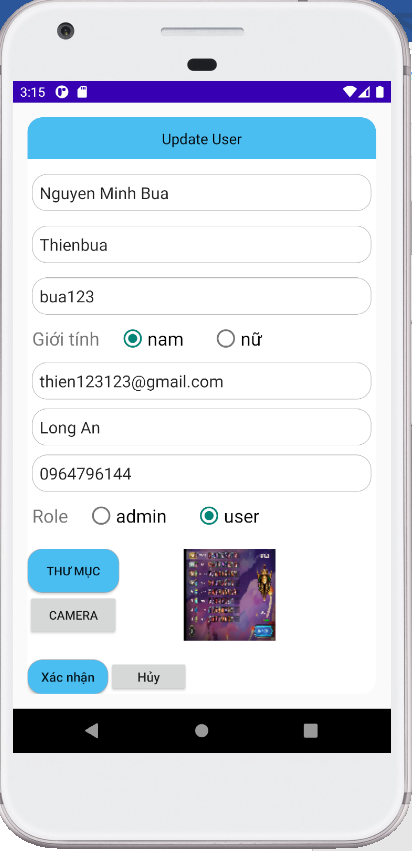 3:15
Update User
Nguyen Minh Bua
Thienbua
bua123
Giới tính nam nữ
thien123123@gmail.com
Long An
0964796144
Role admin user
THƯ MỤC
CAMERA
Xác nhận Hủy